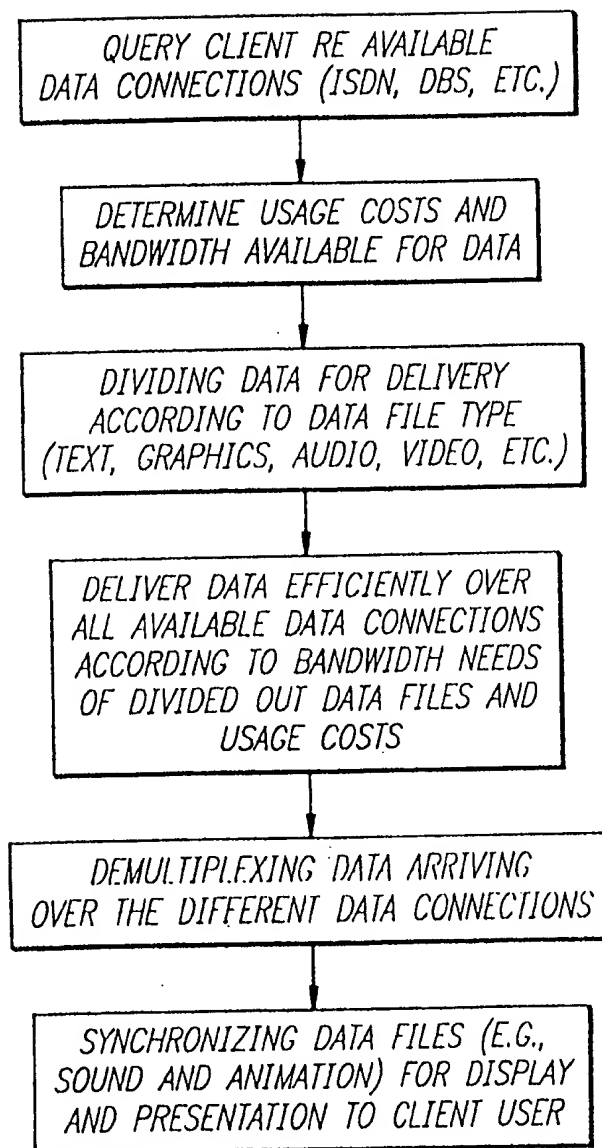 QUERY CLIENT RE AVAILABLE
DATA CONNECTIONS (ISDN, DBS, ETC.)
DETERMINE USAGE COSTS AND
BANDWIDTH AVAILABLE FOR DATA
DIVIDING DATA FOR DELIVERY
ACCORDING TO DATA FILE TYPE
(TEXT, GRAPHICS, AUDIO, VIDEO, ETC.)
DELIVER DATA EFFICIENTLY OVER
ALL AVAILABLE DATA CONNECTIONS
ACCORDING TO BANDWIDTH NEEDS
OF DIVIDED OUT DATA FILES AND
USAGE COSTS
DEMULTIPLEXING DATA ARRIVING
OVER THE DIFFERENT DATA CONNECTIONS
SYNCHRONIZING DATA FILES (E.G.,
SOUND AND ANIMATION) FOR DISPLAY
AND PRESENTATION TO CLIENT USER